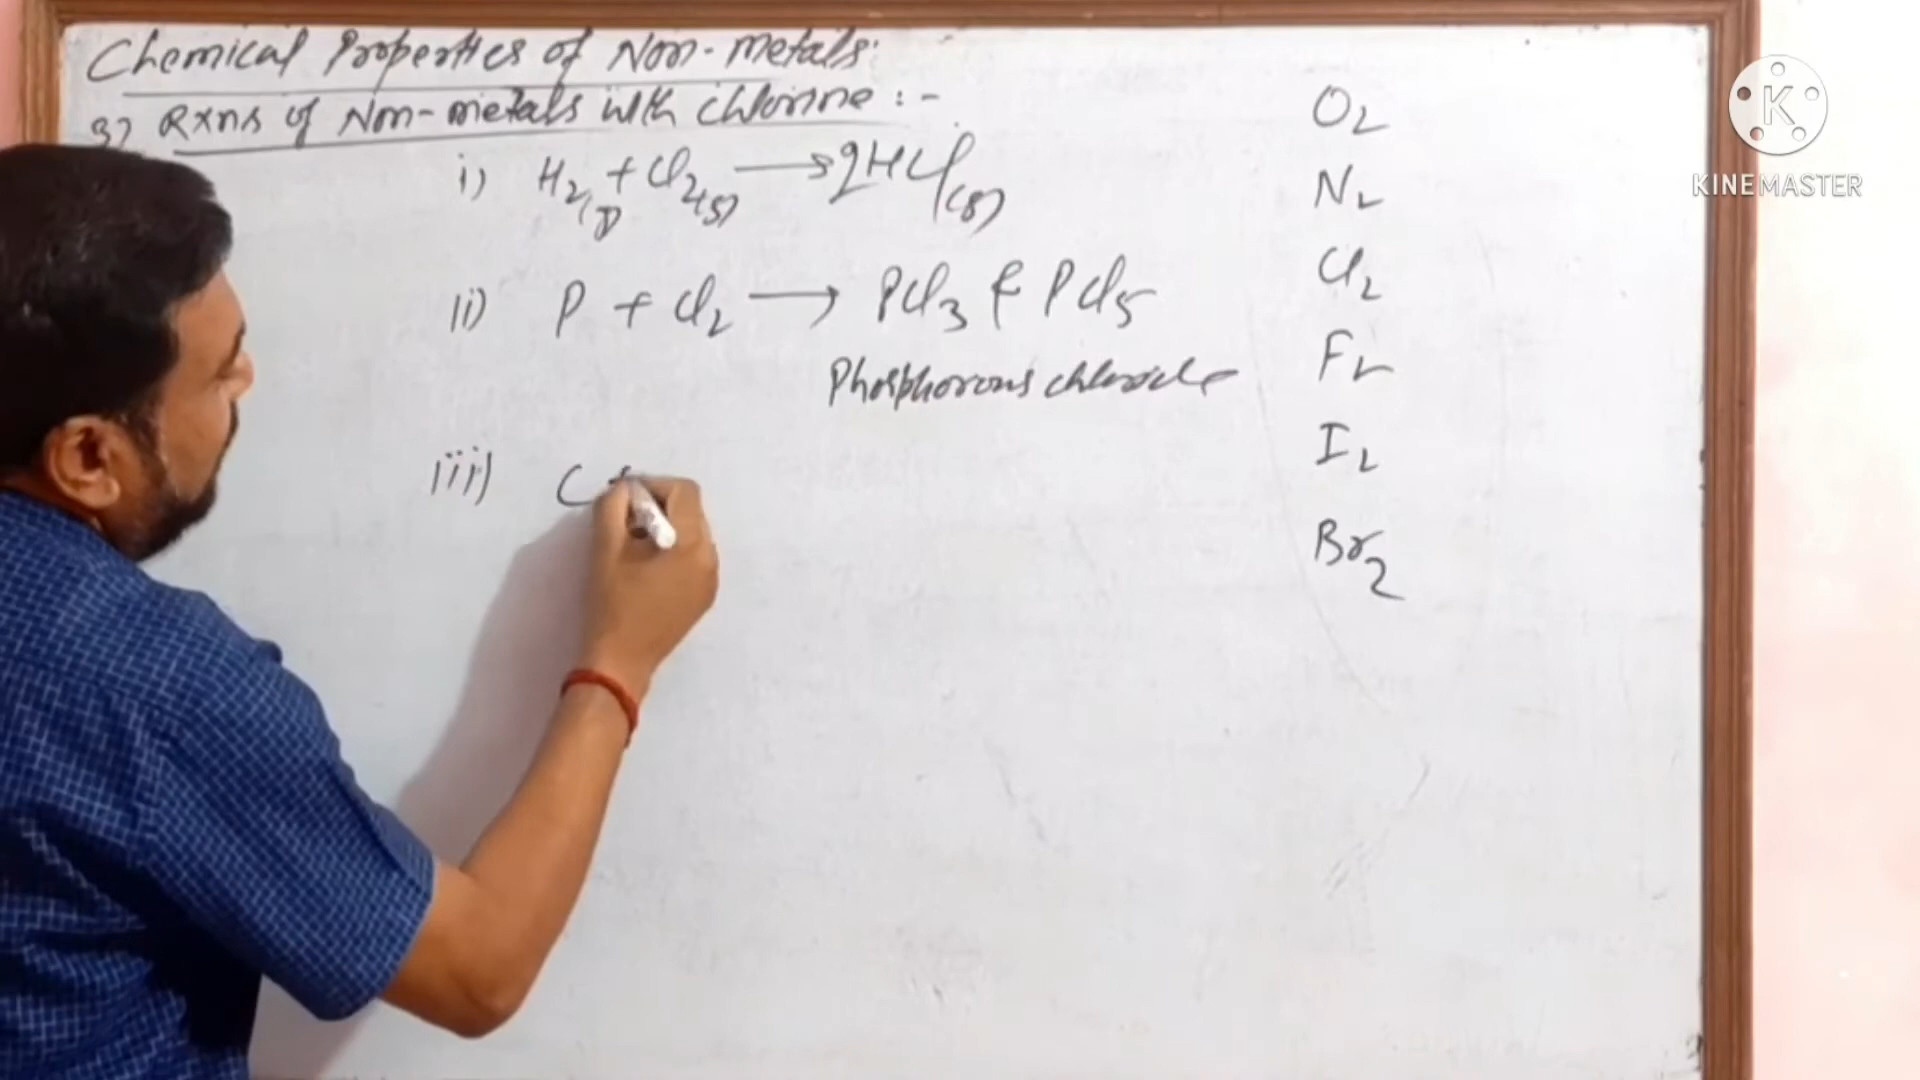 Chemical Properties of Non-Metals:
3) Rxns of Non-metals with chlorine :-
i) H2(g) + Cl2(g) ⟶ 2HCl(g)
ii) P + Cl2 ⟶ PCl3 & PCl5
Phosphorous chloride
iii) C +
O2
N2
Cl2
F2
I2
Br2
K
KINEMASTER